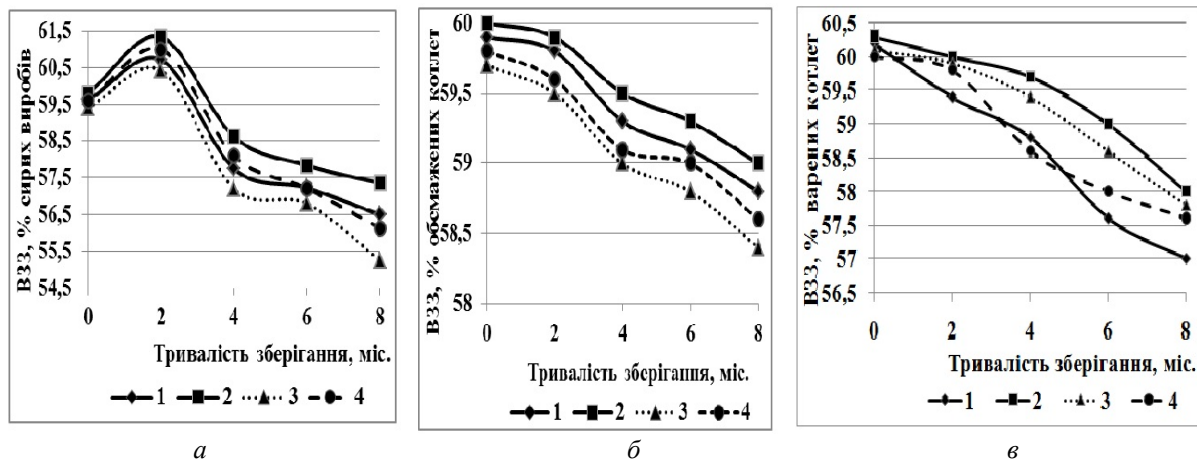 ВЗЗ, % сирих виробів
61,5
60,5
59,5
58,5
57,5
56,5
55,5
54,5
0 2 4 6 8
Тривалість зберігання, міс.
1 2 3 4
а
ВЗЗ, % обсмажених котлет
60
59,5
59
58,5
58
0 2 4 6 8
Тривалість зберігання, міс.
1 2 3 4
б
ВЗЗ, % варених котлет
60,5
60
59,5
59
58,5
58
57,5
57
56,5
0 2 4 6 8
Тривалість зберігання, міс.
1 2 3 4
в